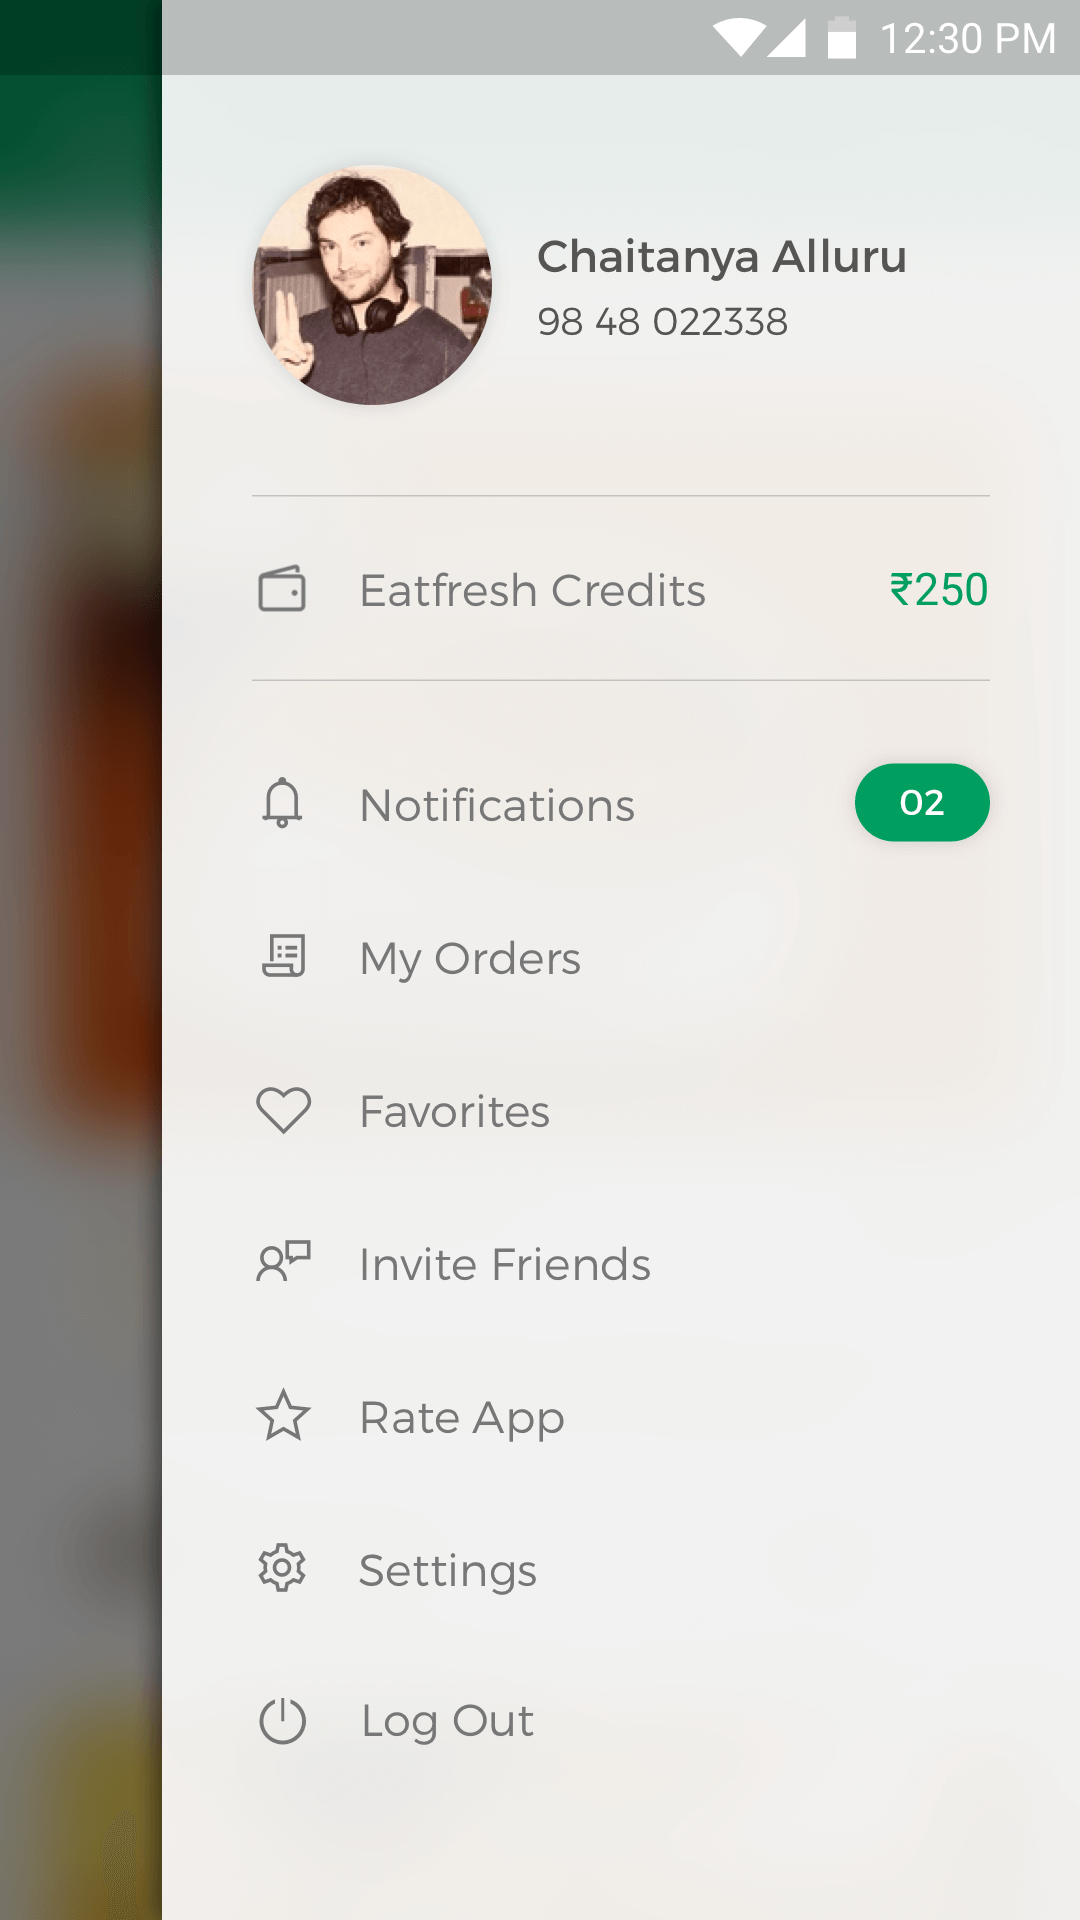 12:30 PM
Chaitanya Alluru
98 48 022338
Eatfresh Credits ₹250
Notifications 02
My Orders
Favorites
Invite Friends
Rate App
Settings
Log Out